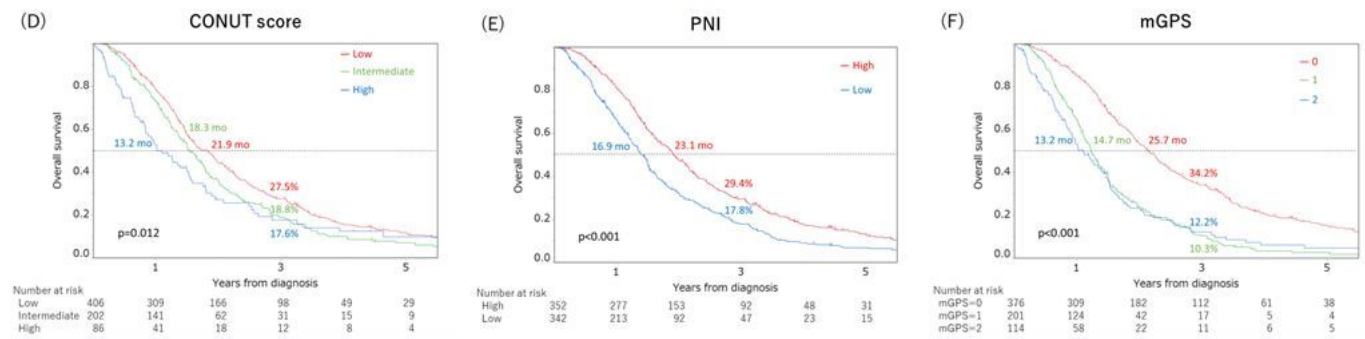 (D) CONUT score
0.8
0.6
0.4
0.2
0.0
Overall survival
Low
Intermediate
High
18.3 mo
13.2 mo
21.9 mo
27.5%
18.8%
17.6%
p=0.012
1 3 5
Years from diagnosis
Number at risk
Low 406 309 166 98 49 29
Intermediate 202 141 62 31 15 9
High 86 41 18 12 8 4
(E) PNI
0.8
0.6
0.4
0.2
0.0
Overall survival
High
Low
16.9 mo
23.1 mo
29.4%
17.8%
p<0.001
1 3 5
Years from diagnosis
Number at risk
High 352 277 153 92 48 31
Low 342 213 92 47 23 15
(F) mGPS
0.8
0.6
0.4
0.2
0.0
Overall survival
0
1
2
13.2 mo
14.7 mo
25.7 mo
34.2%
12.2%
10.3%
p<0.001
1 3 5
Years from diagnosis
Number at risk
mGPS=0 376 309 182 112 61 38
mGPS=1 201 124 42 17 5 4
mGPS=2 114 58 22 11 6 5